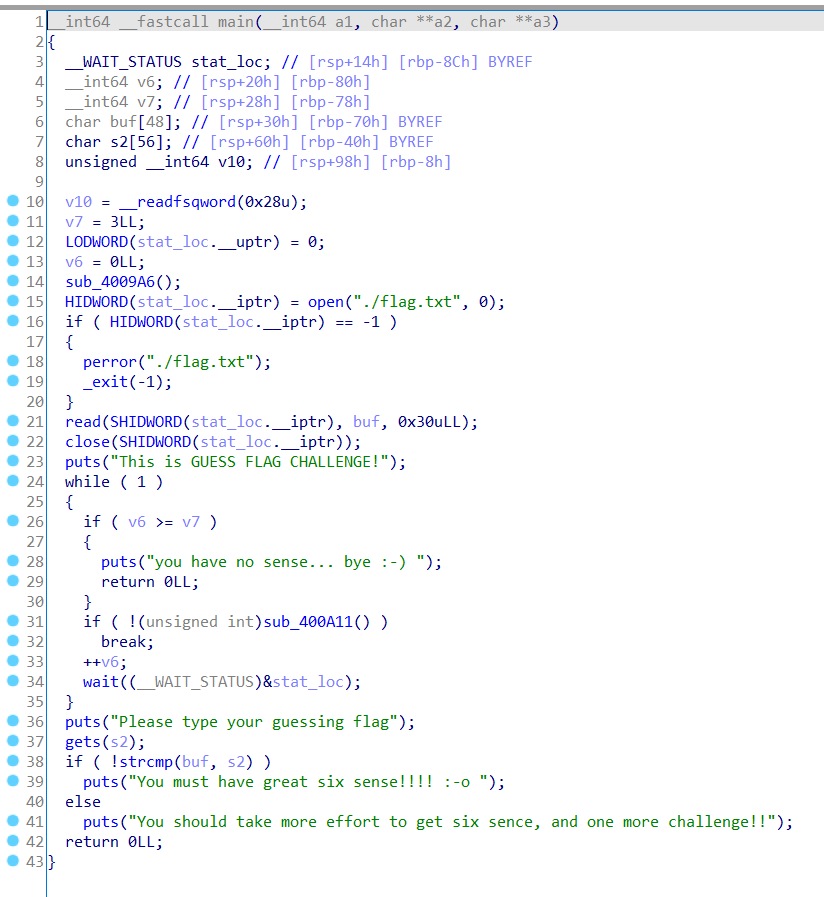 1 __int64 __fastcall main(__int64 a1, char **a2, char **a3)
2 {
3 __WAIT_STATUS stat_loc; // [rsp+14h] [rbp-8Ch] BYREF
4 __int64 v6; // [rsp+20h] [rbp-80h]
5 __int64 v7; // [rsp+28h] [rbp-78h]
6 char buf[48]; // [rsp+30h] [rbp-70h] BYREF
7 char s2[56]; // [rsp+60h] [rbp-40h] BYREF
8 unsigned __int64 v10; // [rsp+98h] [rbp-8h]
9
10 v10 = __readfsqword(0x28u);
11 v7 = 3LL;
12 LODWORD(stat_loc.__uptr) = 0;
13 v6 = 0LL;
14 sub_4009A6();
15 HIDWORD(stat_loc.__iptr) = open("./flag.txt", 0);
16 if ( HIDWORD(stat_loc.__iptr) == -1 )
17 {
18 perror("./flag.txt");
19 _exit(-1);
20 }
21 read(SHIDWORD(stat_loc.__iptr), buf, 0x30uLL);
22 close(SHIDWORD(stat_loc.__iptr));
23 puts("This is GUESS FLAG CHALLENGE!");
24 while ( 1 )
25 {
26 if ( v6 >= v7 )
27 {
28 puts("you have no sense... bye :-) ");
29 return 0LL;
30 }
31 if ( !(unsigned int)sub_400A11() )
32 break;
33 ++v6;
34 wait((__WAIT_STATUS)&stat_loc);
35 }
36 puts("Please type your guessing flag");
37 gets(s2);
38 if ( !strcmp(buf, s2) )
39 puts("You must have great six sense!!!! :-o ");
40 else
41 puts("You should take more effort to get six sence, and one more challenge!!");
42 return 0LL;
43 }